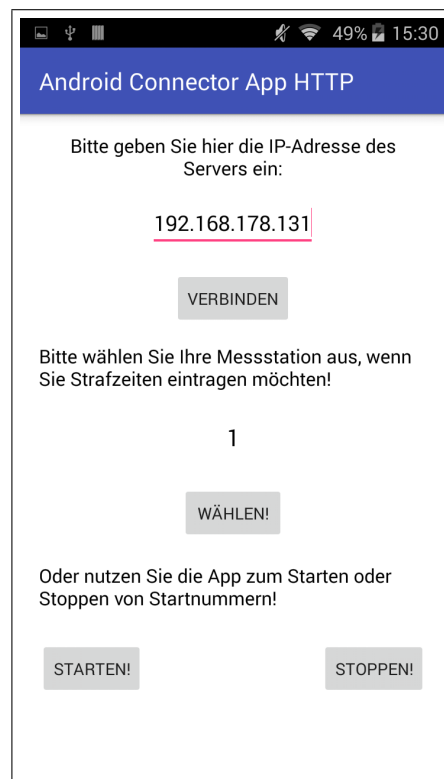 49% 15:30
Android Connector App HTTP
Bitte geben Sie hier die IP-Adresse des
Servers ein:
192.168.178.131
VERBINDEN
Bitte wählen Sie Ihre Messstation aus, wenn
Sie Strafzeiten eintragen möchten!
1
WÄHLEN!
Oder nutzen Sie die App zum Starten oder
Stoppen von Startnummern!
STARTEN! STOPPEN!